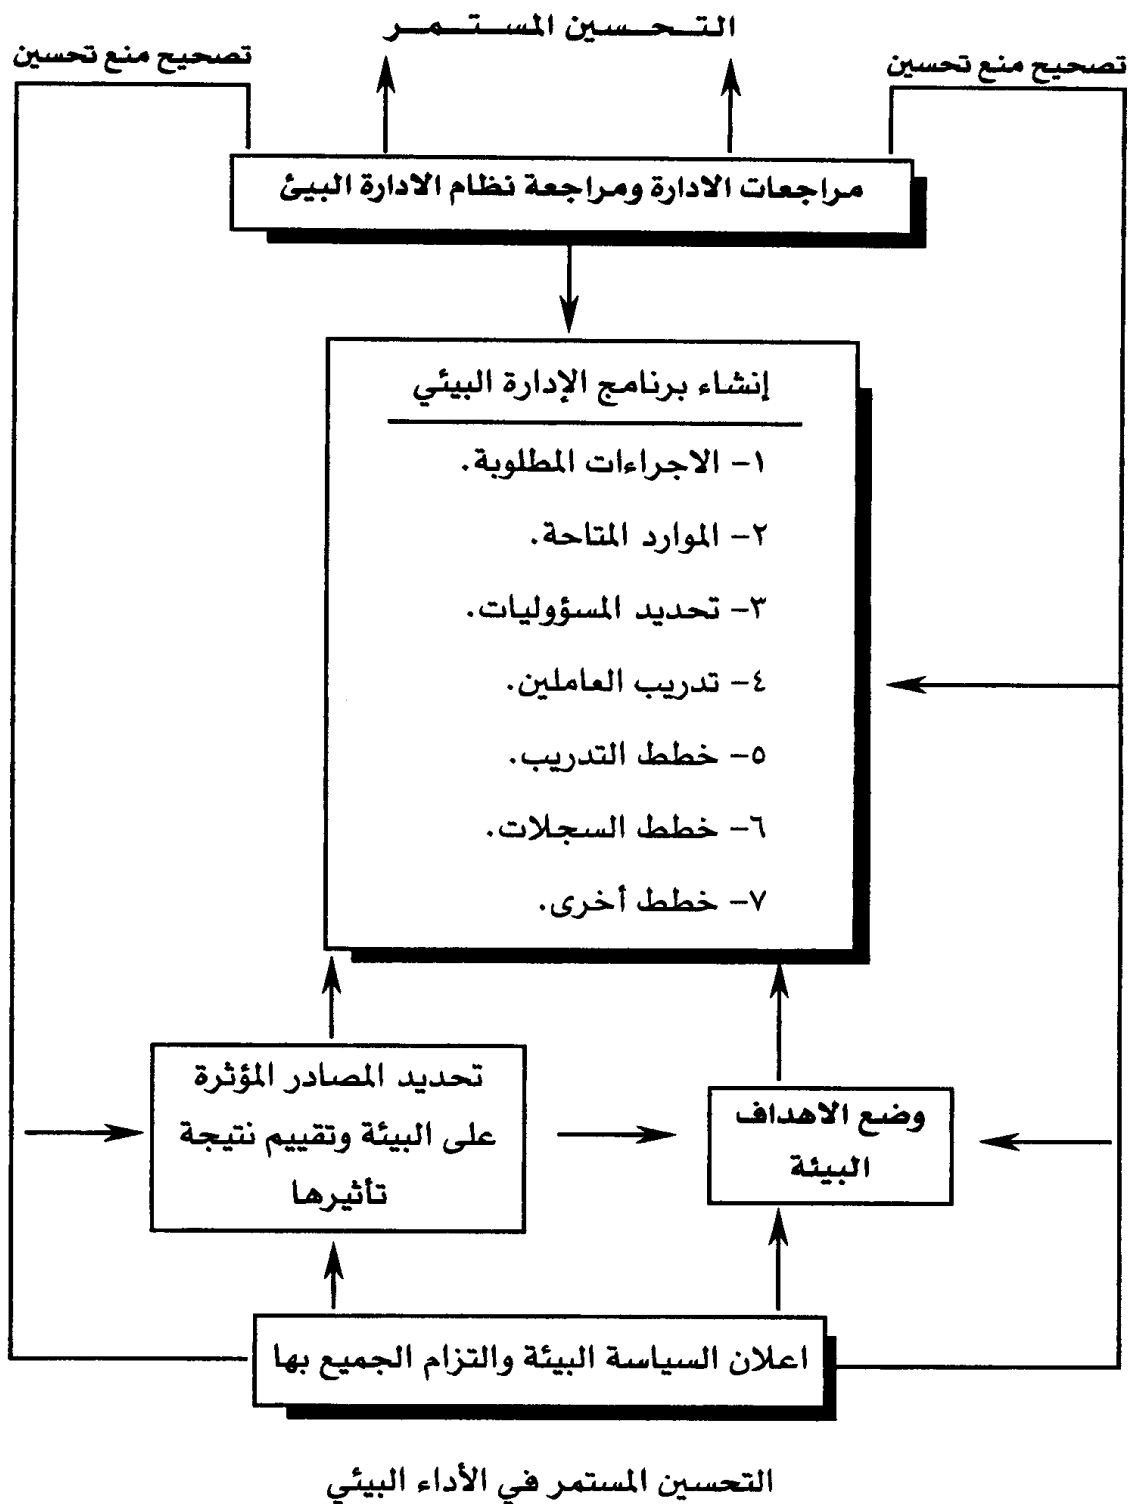 التحسين المستمر
تصحيح منع تحسين
تصحيح منع تحسين
مراجعات الادارة ومراجعة نظام الادارة البيئ
إنشاء برنامج الإدارة البيئي
١- الاجراءات المطلوبة.
٢- الموارد المتاحة.
٣- تحديد المسؤوليات.
٤- تدريب العاملين.
٥- خطط التدريب.
٦- خطط السجلات.
٧- خطط أخرى.
وضع الاهداف
البيئة
تحديد المصادر المؤثرة
على البيئة وتقييم نتيجة
تأثيرها
اعلان السياسة البيئة والتزام الجميع بها
التحسين المستمر في الأداء البيئي